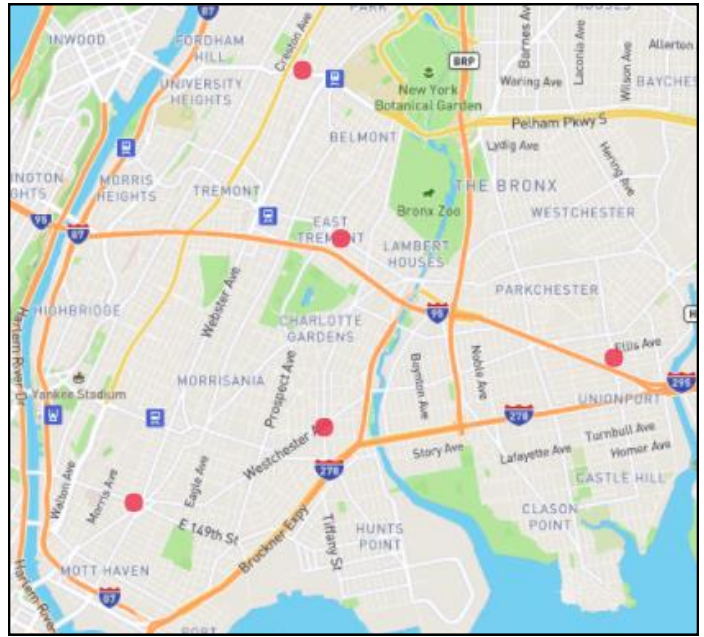 87
PARK
HOUSES
INWOOD
FORDHAM
HILL
Creston Ave
BRP
Barnes Av
Laconia Ave
Wilson Ave
Allerton
UNIVERSITY
HEIGHTS
New York
Botanical Garden
Waring Ave
BAYCHES
BELMONT
Pelham Pkwy S
Lydig Ave
Hering Ave
INGTON
GHTS
MORRIS
HEIGHTS
TREMONT
THE BRONX
Bronx Zoo
WESTCHESTER
95
87
EAST
TREMONT
LAMBERT
HOUSES
PARKCHESTER
HIGHBRIDGE
Webster Ave
CHARLOTTE
GARDENS
95
H
Harlem River Dr
Ellis Ave
Yankee Stadium
MORRISANIA
Prospect Ave
Boynton Ave
Noble Ave
295
UNIONPORT
278
Westchester A
Story Ave
Lafayette Ave
Turnbull Ave
Homer Ave
278
CASTLE HILL
Walton Ave
Morris Ave
Eagle Ave
E 149th St
Bruckner Expy
Tiffany St
HUNTS
POINT
CLASON
POINT
MOTT HAVEN
87
Harlem River
PORT